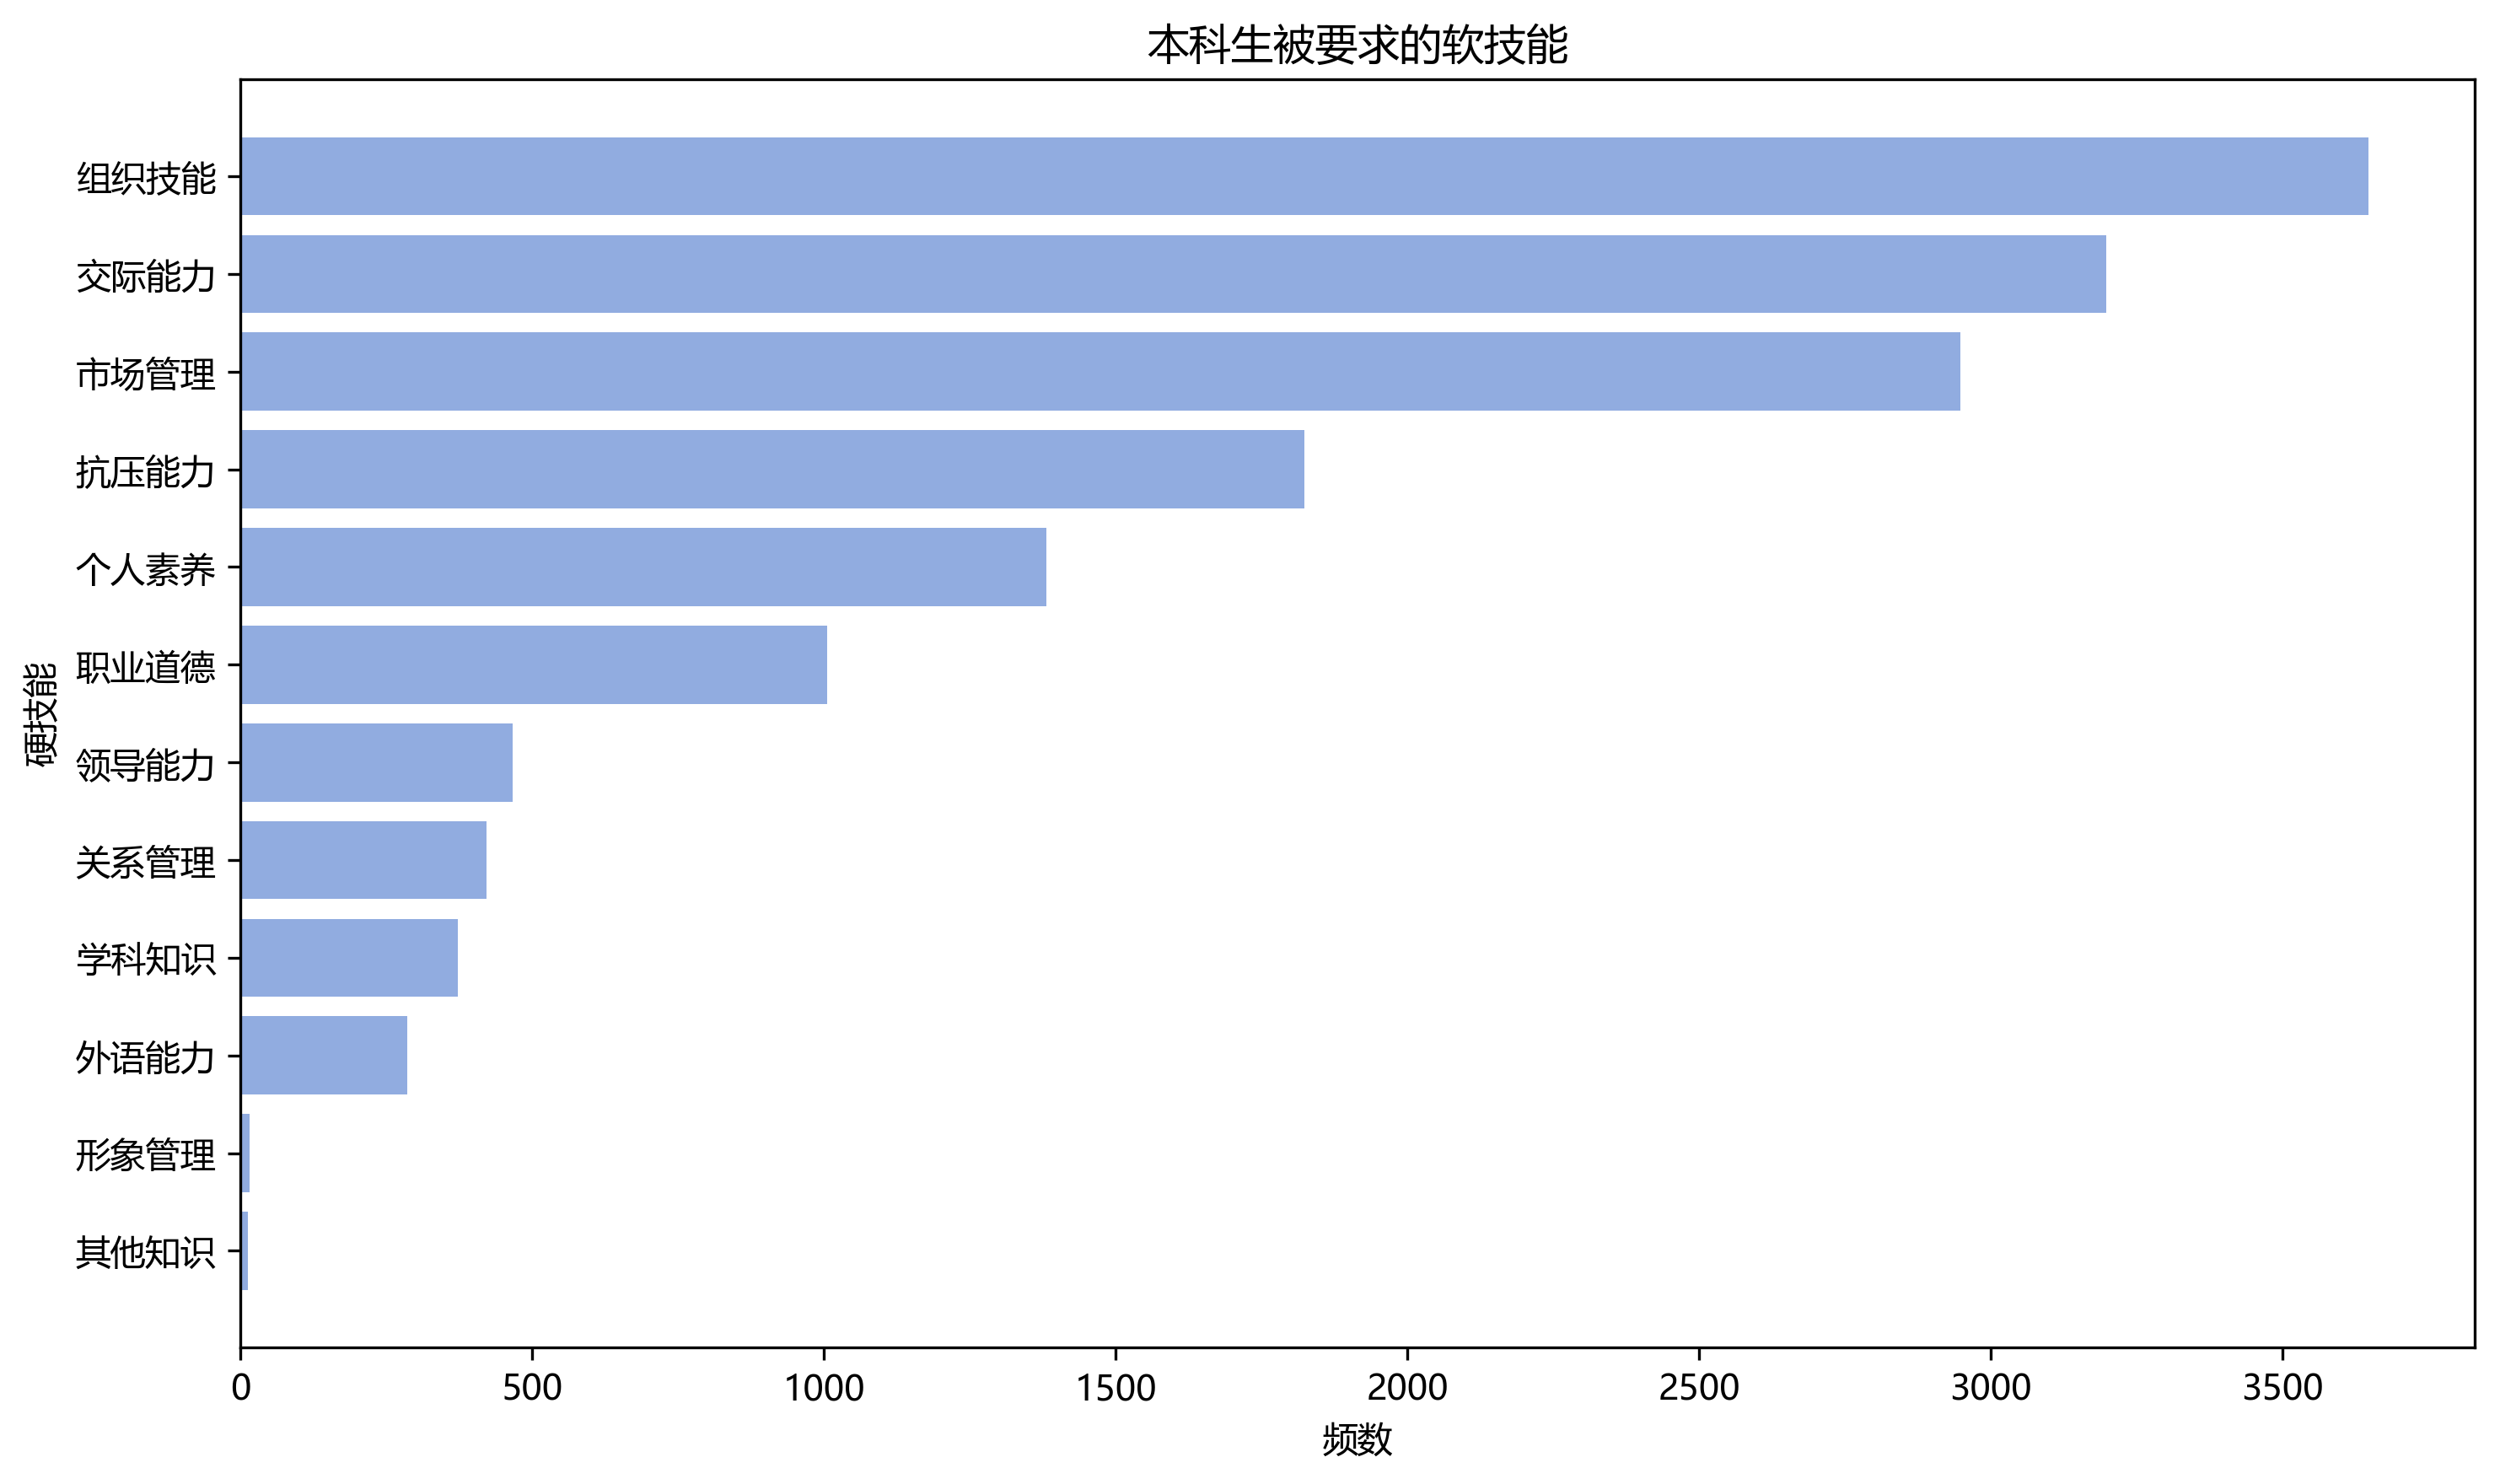 本科生被要求的软技能
硬技能
组织技能
交际能力
市场管理
抗压能力
个人素养
职业道德
领导能力
关系管理
学科知识
外语能力
形象管理
其他知识
0 500 1000 1500 2000 2500 3000 3500
频数